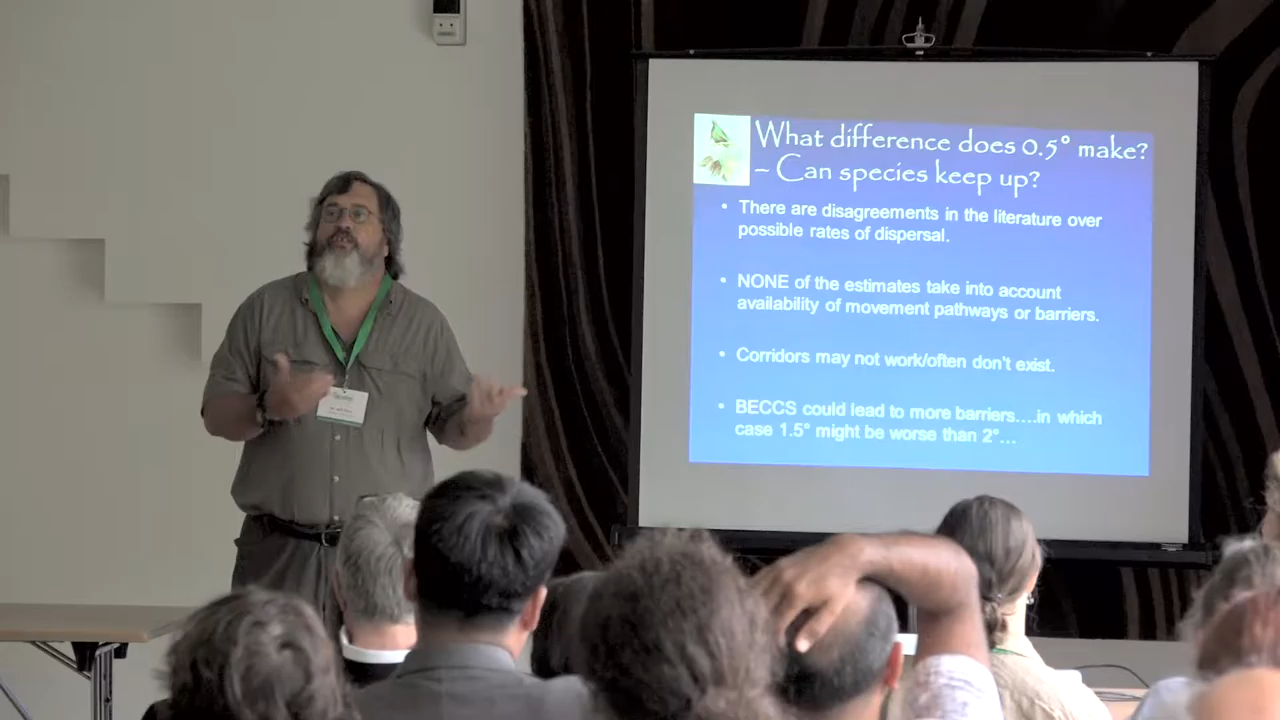 What difference does 0.5° make?
– Can species keep up?
• There are disagreements in the literature over
possible rates of dispersal.
• NONE of the estimates take into account
availability of movement pathways or barriers.
• Corridors may not work/often don't exist.
• BECCS could lead to more barriers….in which
case 1.5° might be worse than 2°…